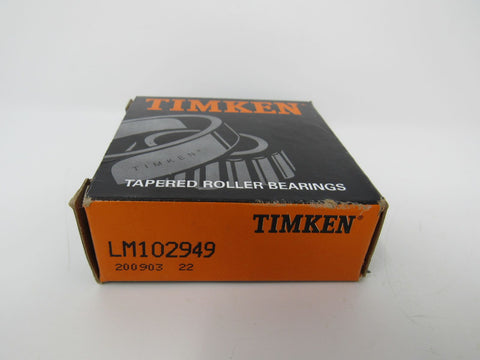 TIMKEN
TIMKEN
TAPERED ROLLER BEARINGS
TIMKEN
LM102949
200903 22